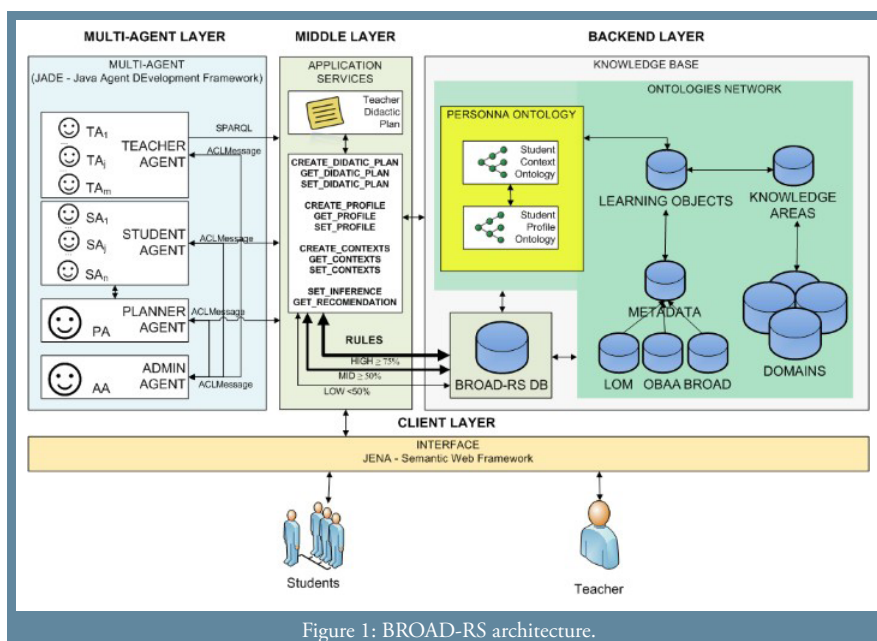 MULTI-AGENT LAYER
MULTI-AGENT
(JADE - Java Agent DEvelopment Framework)
TA1
TAj
TAm
TEACHER
AGENT
SA1
SAj
SAn
STUDENT
AGENT
PA
PLANNER
AGENT
AA
ADMIN
AGENT
SPARQL
ACLMessage
ACLMessage
ACLMessage
ACLMessage
MIDDLE LAYER
APPLICATION
SERVICES
Teacher
Didactic
Plan
CREATE_DIDATIC_PLAN
GET_DIDATIC_PLAN
SET_DIDATIC_PLAN
CREATE_PROFILE
GET_PROFILE
SET_PROFILE
CREATE_CONTEXTS
GET_CONTEXTS
SET_CONTEXTS
SET_INFERENCE
GET_RECOMENDATION
RULES
HIGH ≥ 75%
MID ≥ 50%
LOW <50%
BACKEND LAYER
KNOWLEDGE BASE
ONTOLOGIES NETWORK
PERSONNA ONTOLOGY
Student
Context
Ontology
Student
Profile
Ontology
LEARNING OBJECTS
KNOWLEDGE
AREAS
METADATA
LOM
OBAA
BROAD
DOMAINS
BROAD-RS DB
CLIENT LAYER
INTERFACE
JENA - Semantic Web Framework
Students
Teacher
Figure 1: BROAD-RS architecture.